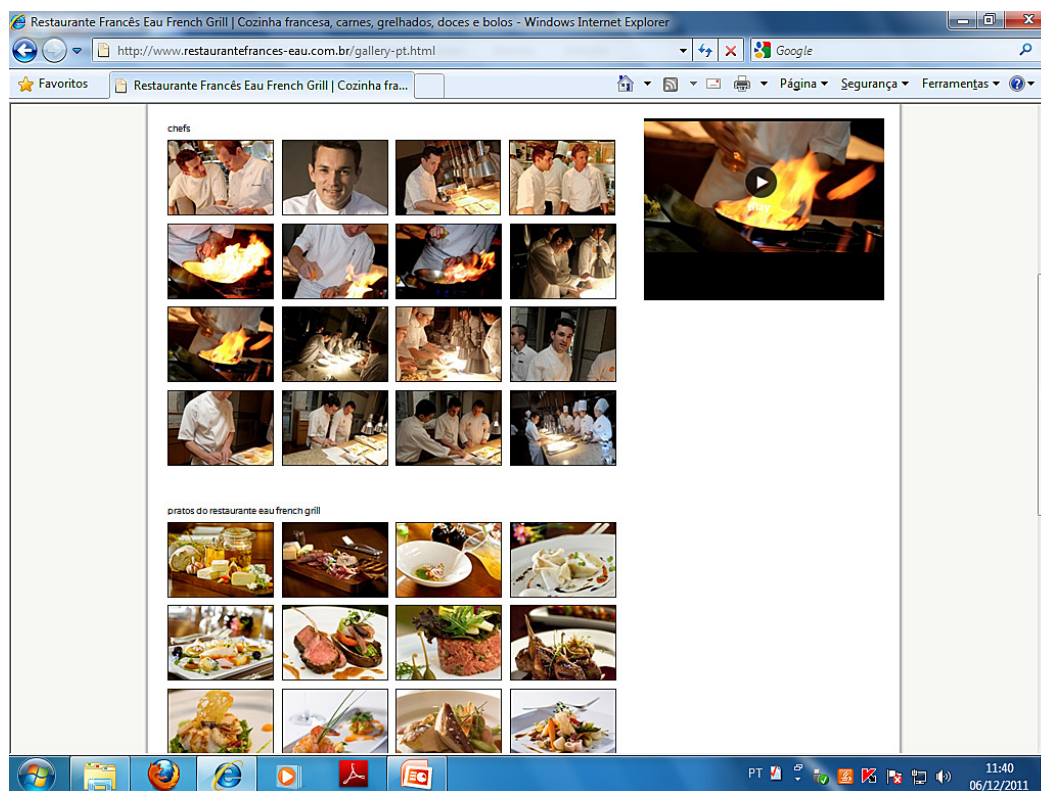 Restaurante Francês Eau French Grill | Cozinha francesa, carnes, grelhados, doces e bolos - Windows Internet Explorer
http://www.restaurantefrances-eau.com.br/gallery-pt.html
Google
Favoritos
Restaurante Francês Eau French Grill | Cozinha fra...
Página
Segurança
Ferramentas
chefs
pratos do restaurante eau french grill
PT
11:40
06/12/2011